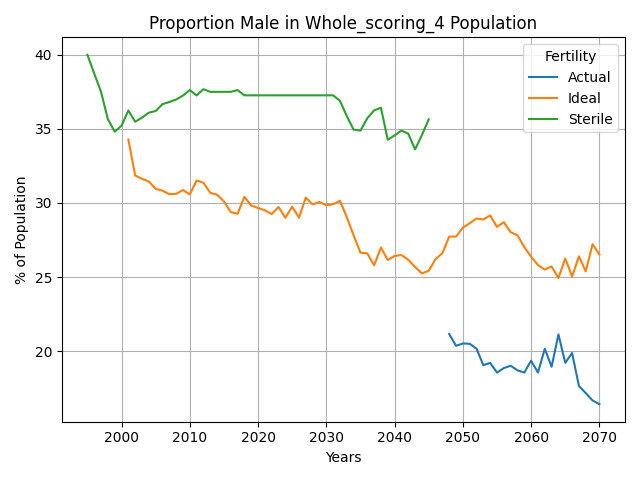 Proportion Male in Whole_scoring_4 Population
Fertility
Actual
Ideal
Sterile
% of Population
40
35
30
25
20
2000
2010
2020
2030
2040
2050
2060
2070
Years